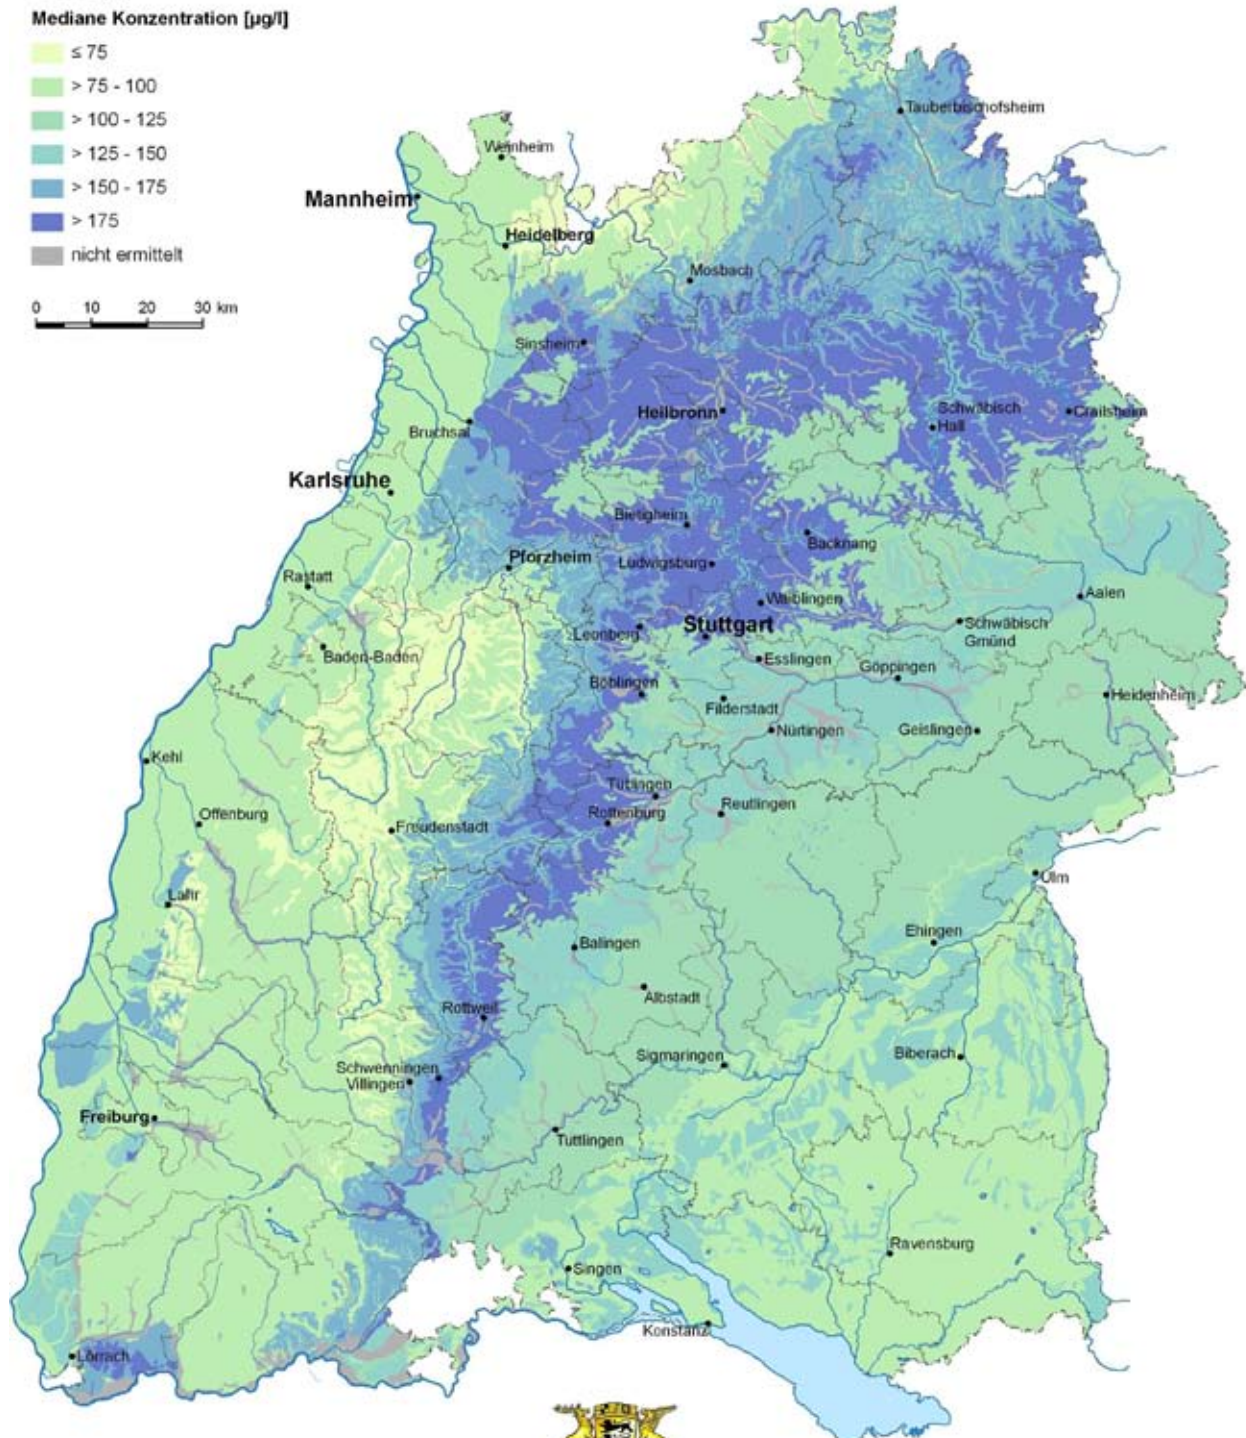 Mediane Konzentration [µg/l]
≤ 75
> 75 - 100
> 100 - 125
> 125 - 150
> 150 - 175
> 175
nicht ermittelt
0 10 20 30 km
Tauberbischofsheim
Weinheim
Mannheim
Heidelberg
Mosbach
Sinsheim
Heilbronn
Schwäbisch
Hall
Crailsheim
Bruchsal
Karlsruhe
Bietigheim
Backnang
Pforzheim
Ludwigsburg
Rastatt
Waiblingen
Aalen
Leonberg
Stuttgart
Schwäbisch
Gmünd
Baden-Baden
Esslingen
Göppingen
Böblingen
Filderstadt
Heidenheim
Nürtingen
Geislingen
Kehl
Tübingen
Reutlingen
Offenburg
Freudenstadt
Rottenburg
Ulm
Lahr
Ehingen
Balingen
Albstadt
Rottweil
Sigmaringen
Biberach
Schwenningen
Villingen
Freiburg
Tuttlingen
Ravensburg
Singen
Konstanz
Lörrach